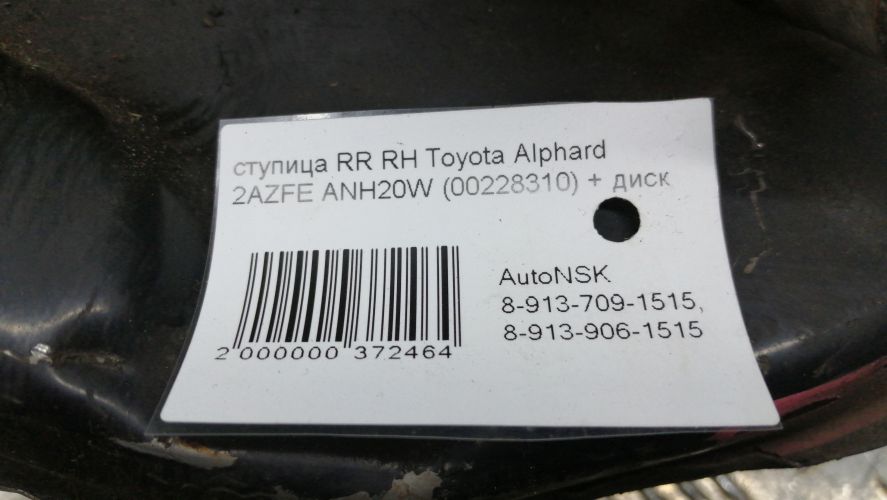 ступица RR RH Toyota Alphard
2AZFE ANH20W (00228310) + диск
AutoNSK
8-913-709-1515,
8-913-906-1515
2 000000 372464